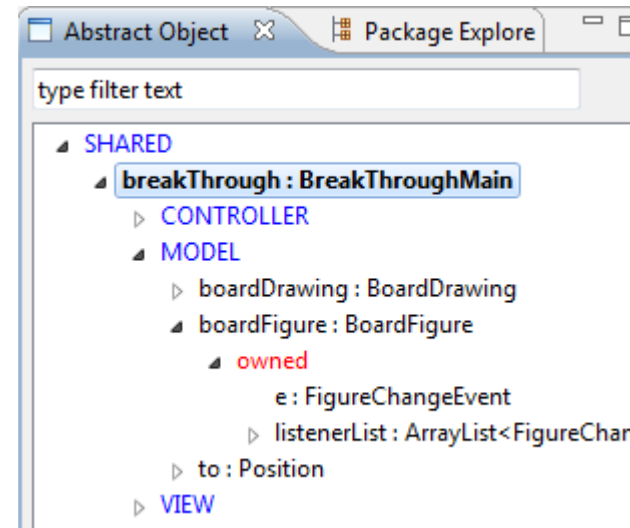 Abstract Object Package Explore
type filter text
SHARED
breakThrough : BreakThroughMain
CONTROLLER
MODEL
boardDrawing : BoardDrawing
boardFigure : BoardFigure
owned
e : FigureChangeEvent
listenerList : ArrayList<FigureChan
to : Position
VIEW